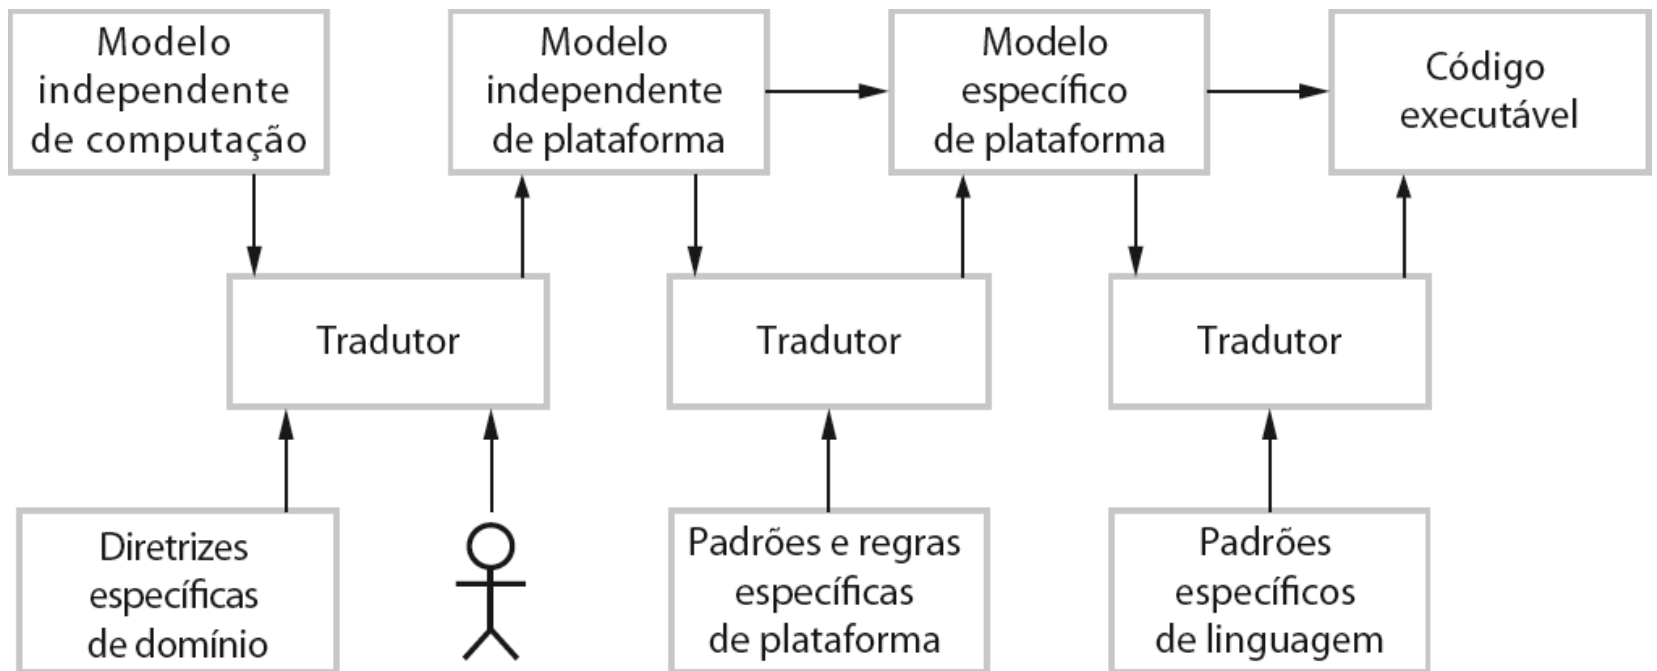 Modelo
independente
de computação
Modelo
independente
de plataforma
Modelo
específico
de plataforma
Código
executável
Tradutor
Tradutor
Tradutor
Diretrizes
específicas
de domínio
Padrões e regras
específicas
de plataforma
Padrões
específicos
de linguagem